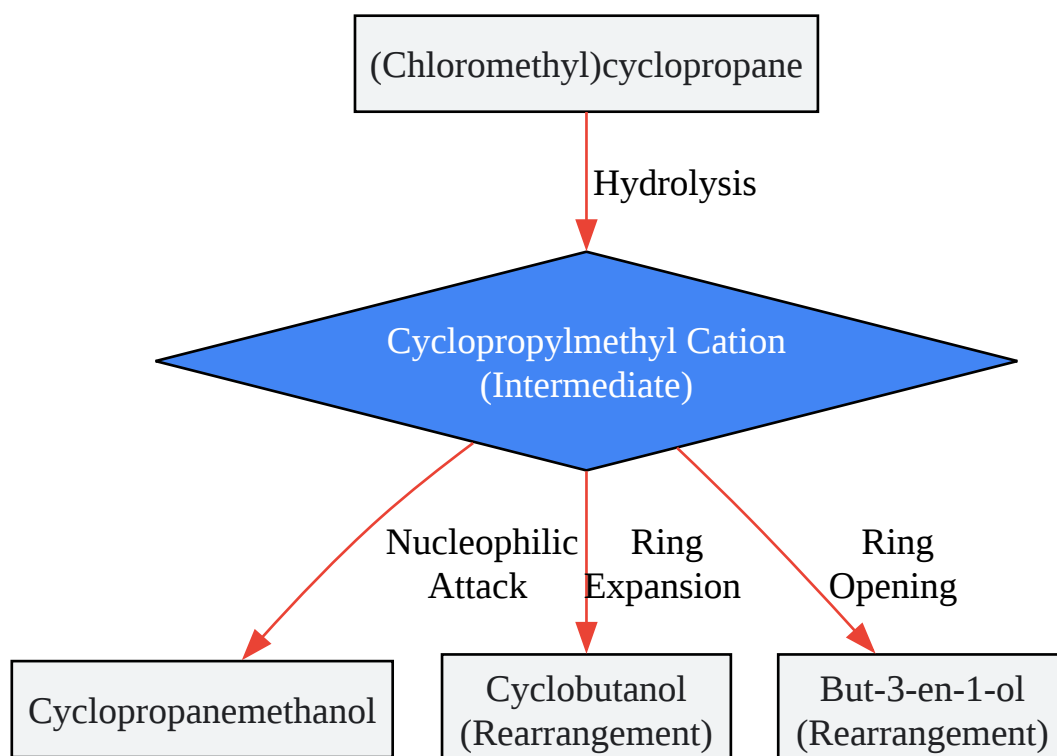 (Chloromethyl)cyclopropane
Hydrolysis
Cyclopropylmethyl Cation
(Intermediate)
Nucleophilic
Attack
Ring
Expansion
Ring
Opening
Cyclopropanemethanol
Cyclobutanol
(Rearrangement)
But-3-en-1-ol
(Rearrangement)